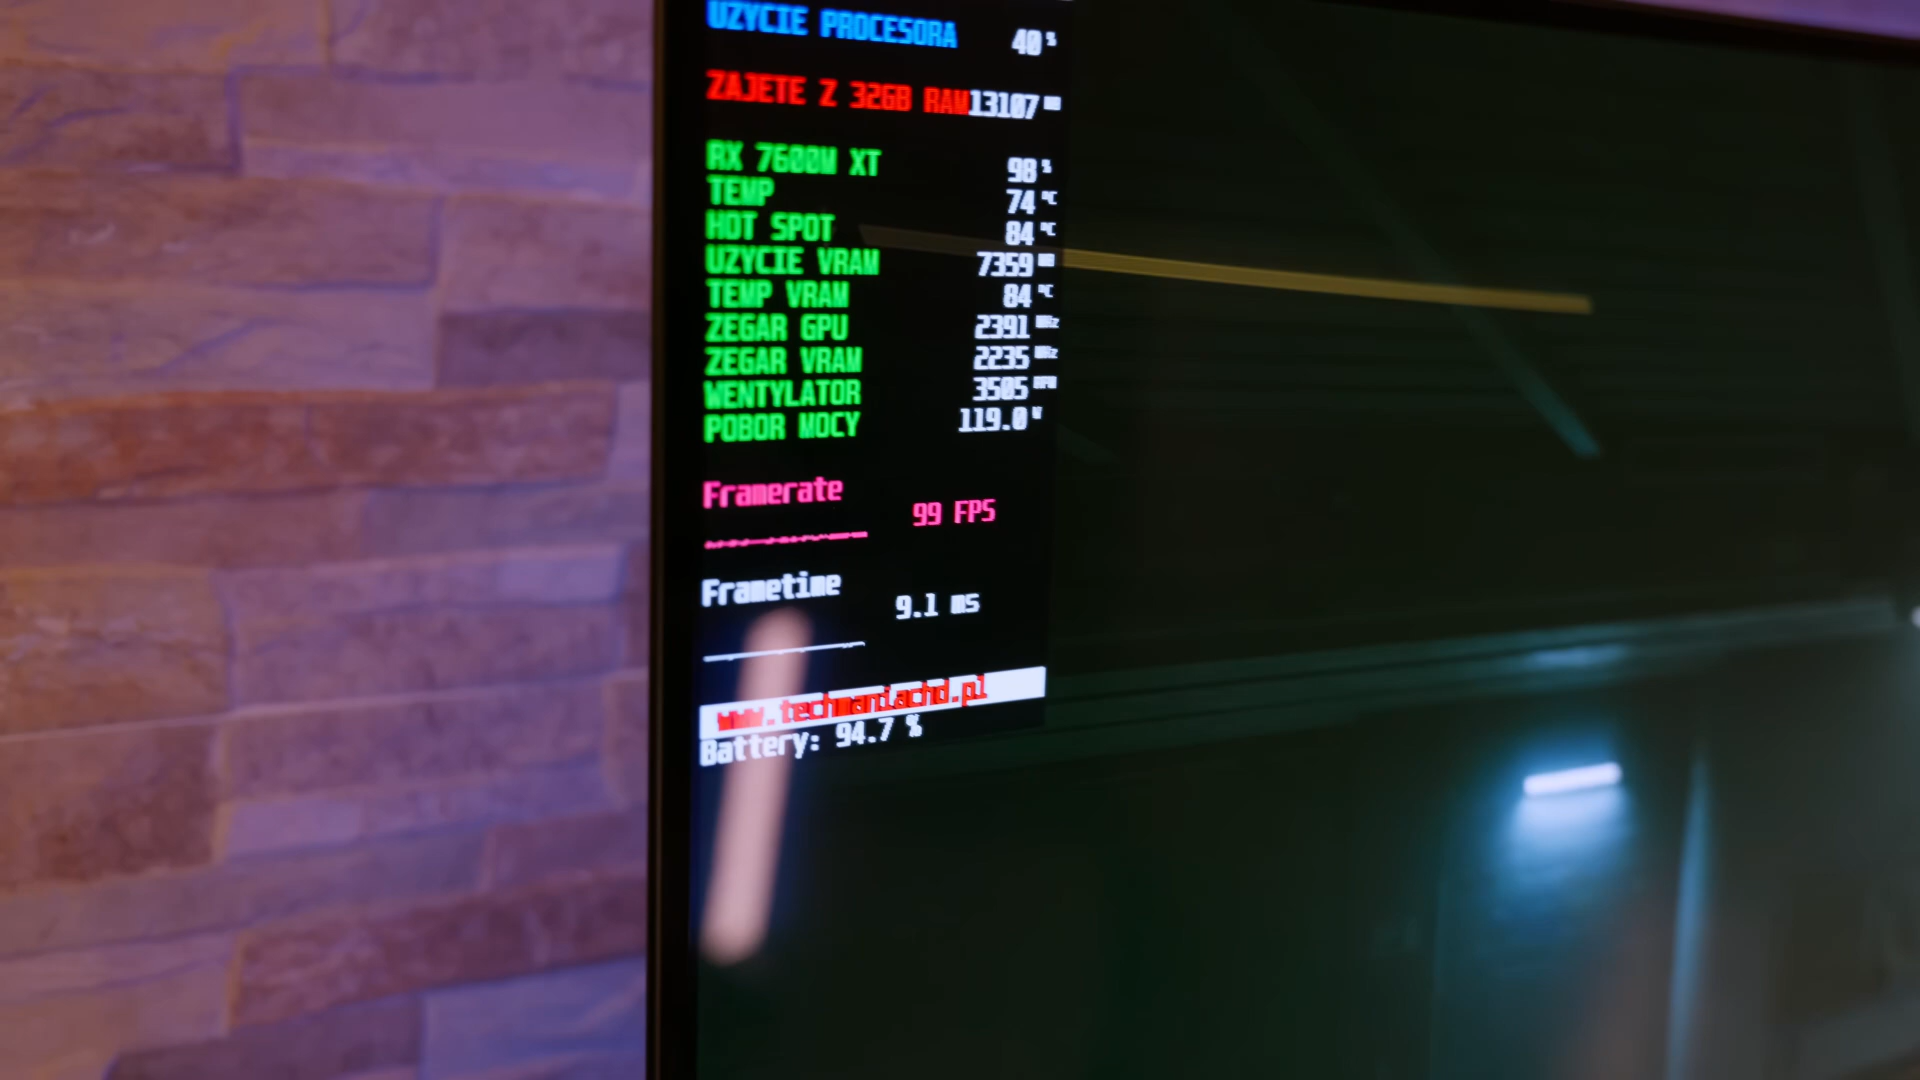 UZYCIE PROCESORA 40 %
ZAJETE Z 32GB RAM 13107 MB
RX 7600M XT 98 %
TEMP 74 °C
HOT SPOT 84 °C
UZYCIE VRAM 7359 MB
TEMP VRAM 84 °C
ZEGAR GPU 2391 MHz
ZEGAR VRAM 2235 MHz
WENTYLATOR 3505 RPM
POBOR MOCY 119.0 W
Framerate 99 FPS
Frametime 9.1 ms
www.techmaniachd.pl
Battery: 94.7 %